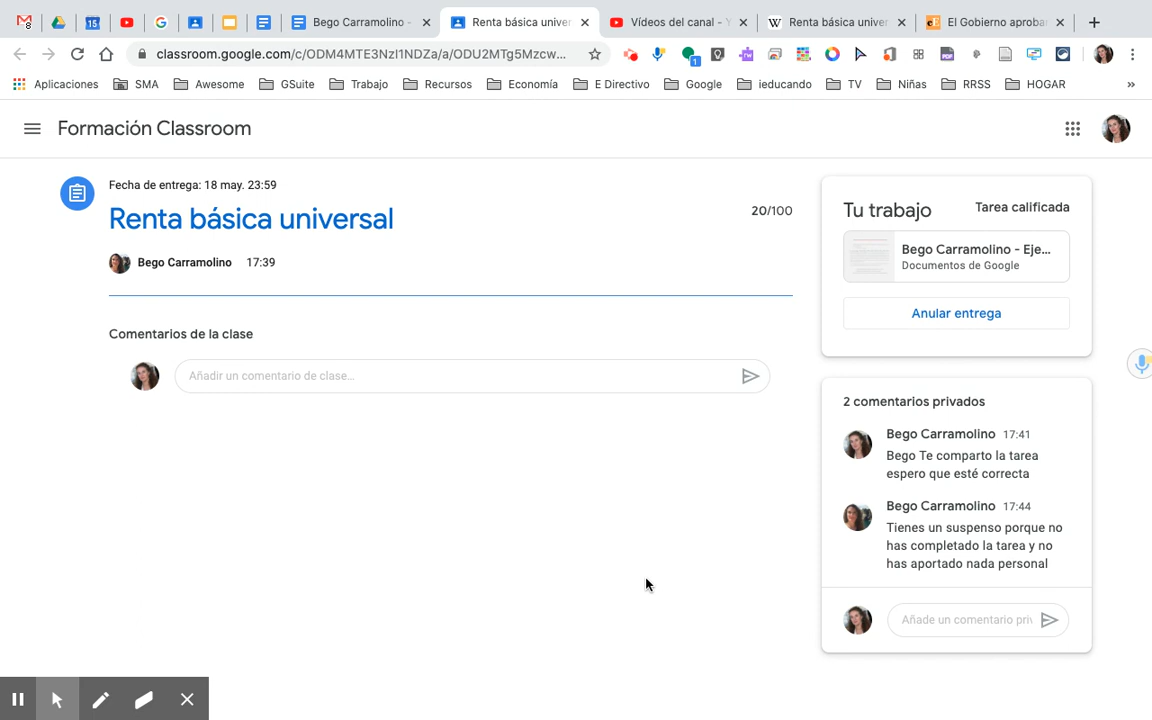 Bego Carramolino -
Renta básica univer
Vídeos del canal - Y
Renta básica univer
El Gobierno aprobar
classroom.google.com/c/ODM4MTE3NzI1NDZa/a/ODU2MTg5Mzcw...
Aplicaciones
SMA
Awesome
GSuite
Trabajo
Recursos
Economía
E Directivo
Google
ieducando
TV
Niñas
RRSS
HOGAR
»
Formación Classroom
Fecha de entrega: 18 may. 23:59
Renta básica universal
20/100
Bego Carramolino 17:39
Comentarios de la clase
Añadir un comentario de clase...
Tu trabajo
Tarea calificada
Bego Carramolino - Eje...
Documentos de Google
Anular entrega
2 comentarios privados
Bego Carramolino 17:41
Bego Te comparto la tarea
espero que esté correcta
Bego Carramolino 17:44
Tienes un suspenso porque no
has completado la tarea y no
has aportado nada personal
Añade un comentario priv